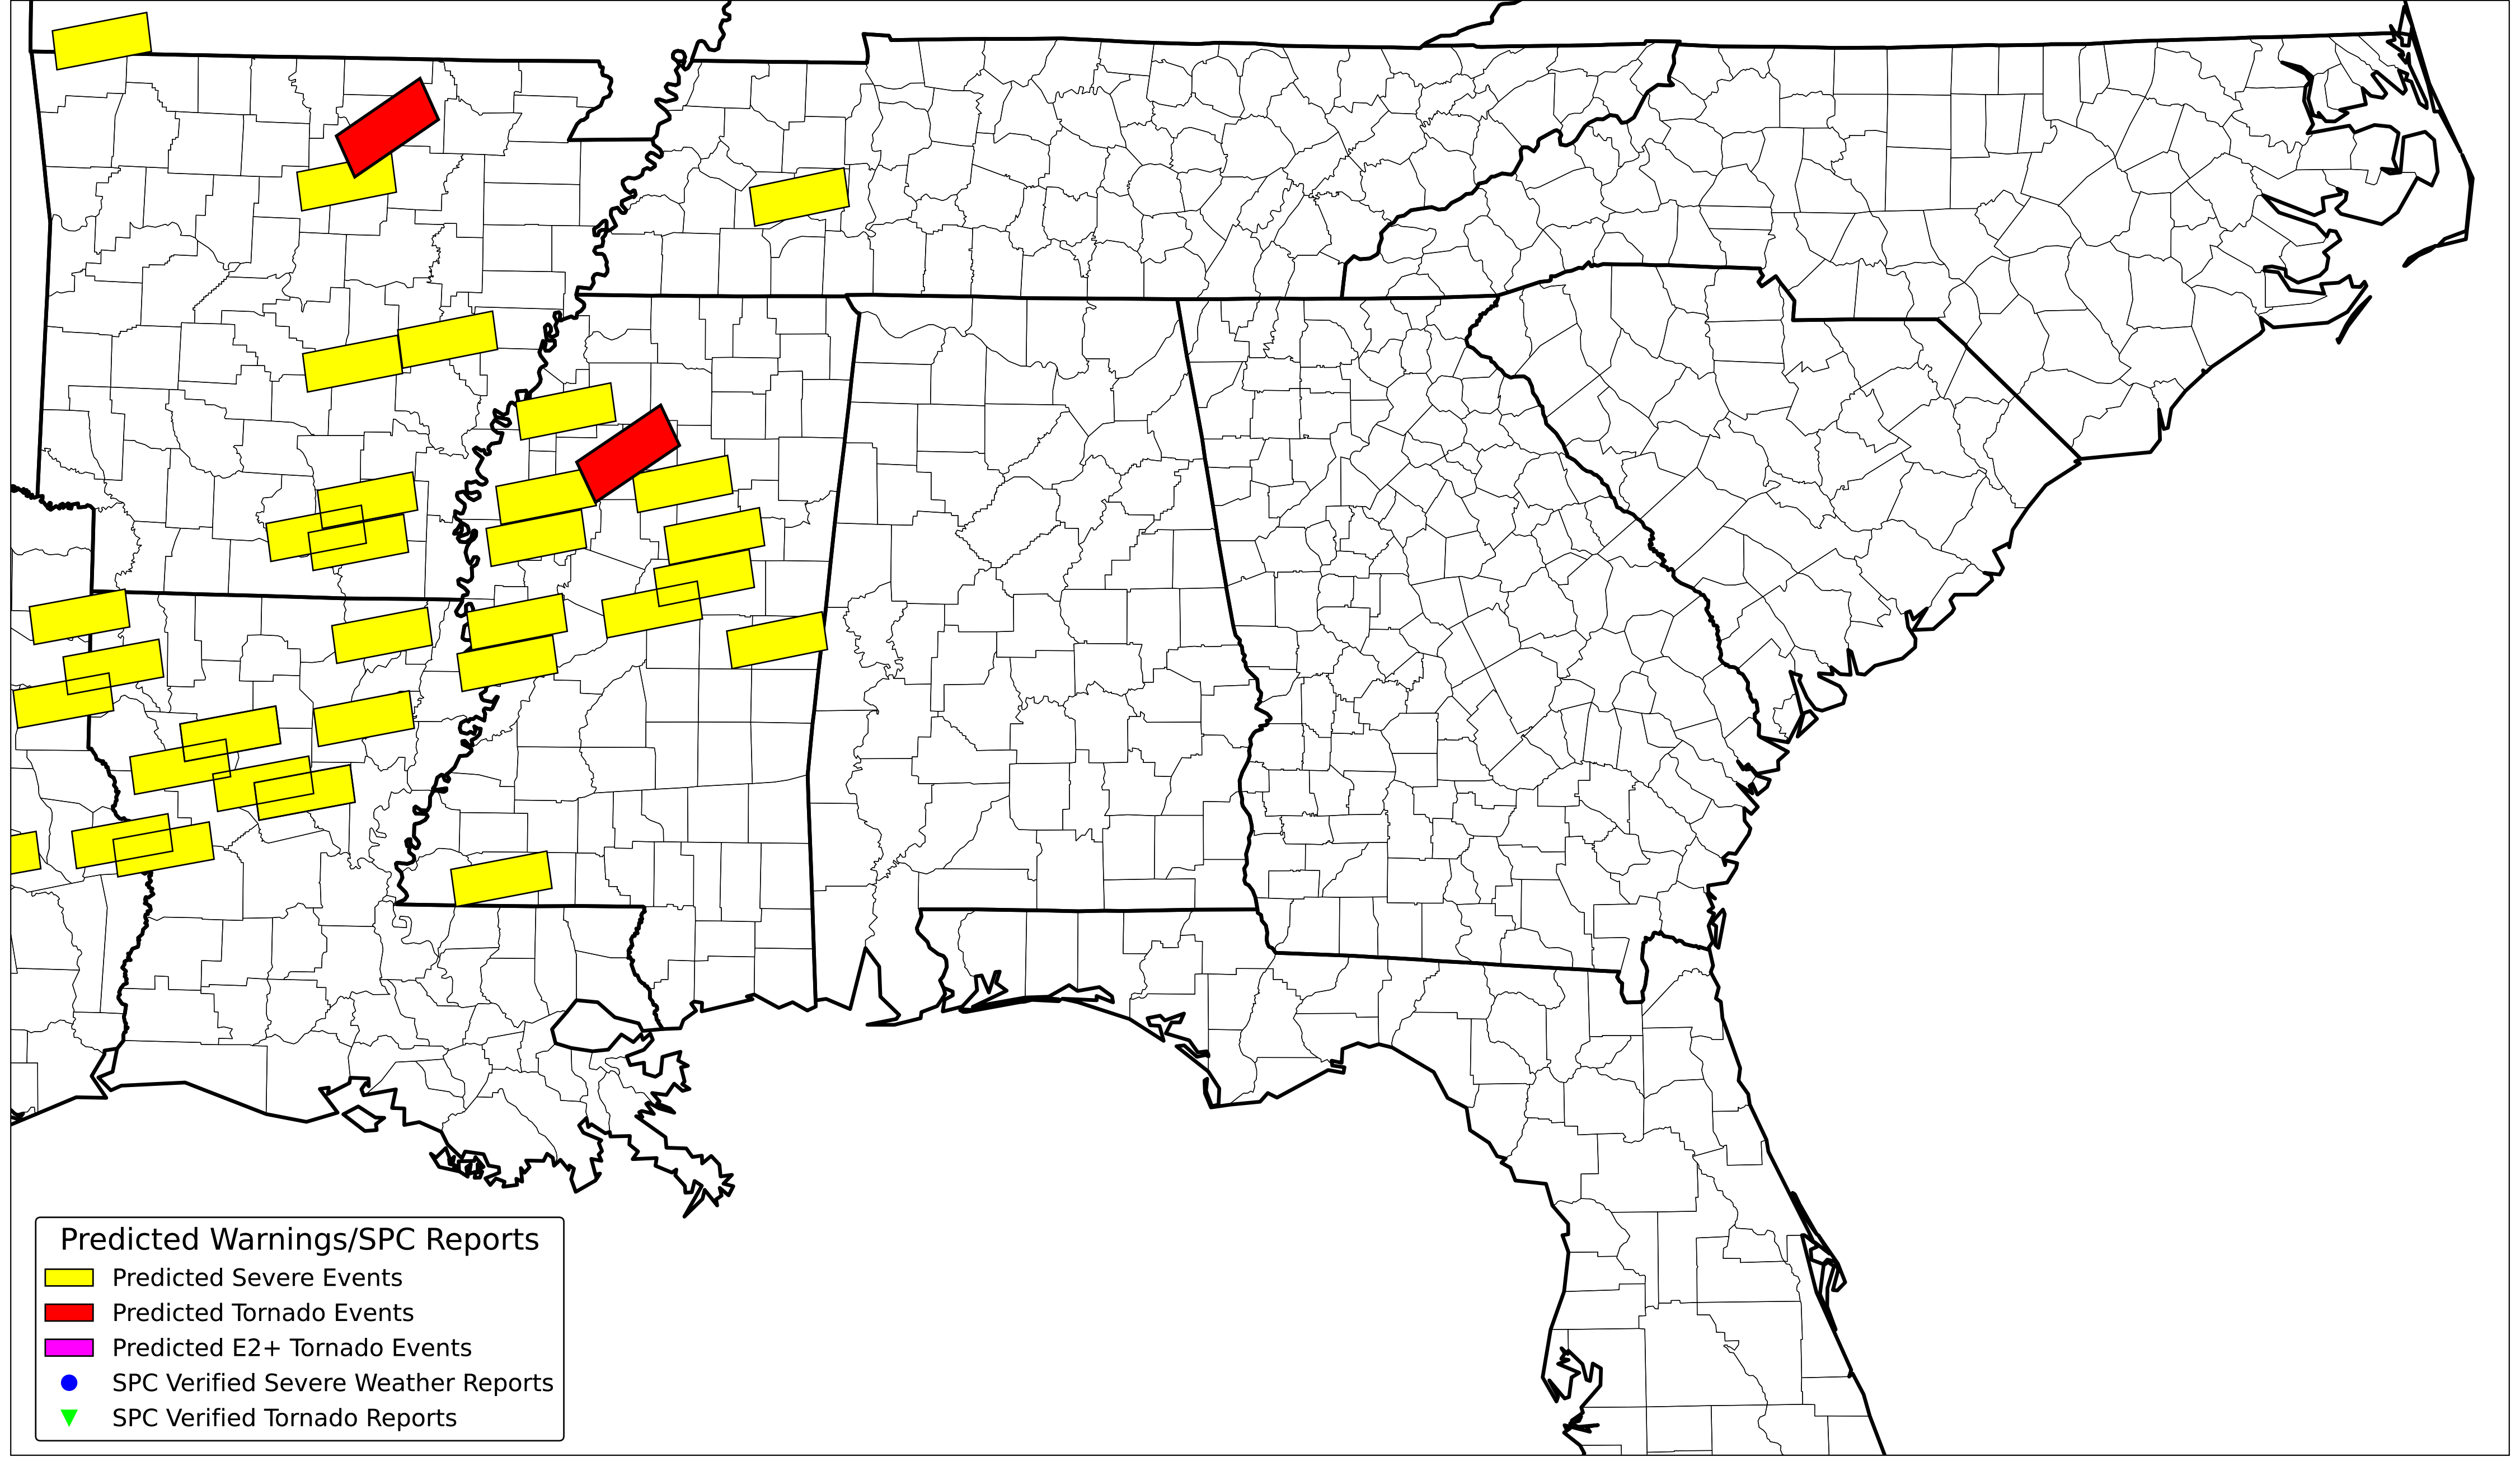 Predicted Warnings/SPC Reports
Predicted Severe Events
Predicted Tornado Events
Predicted E2+ Tornado Events
SPC Verified Severe Weather Reports
SPC Verified Tornado Reports